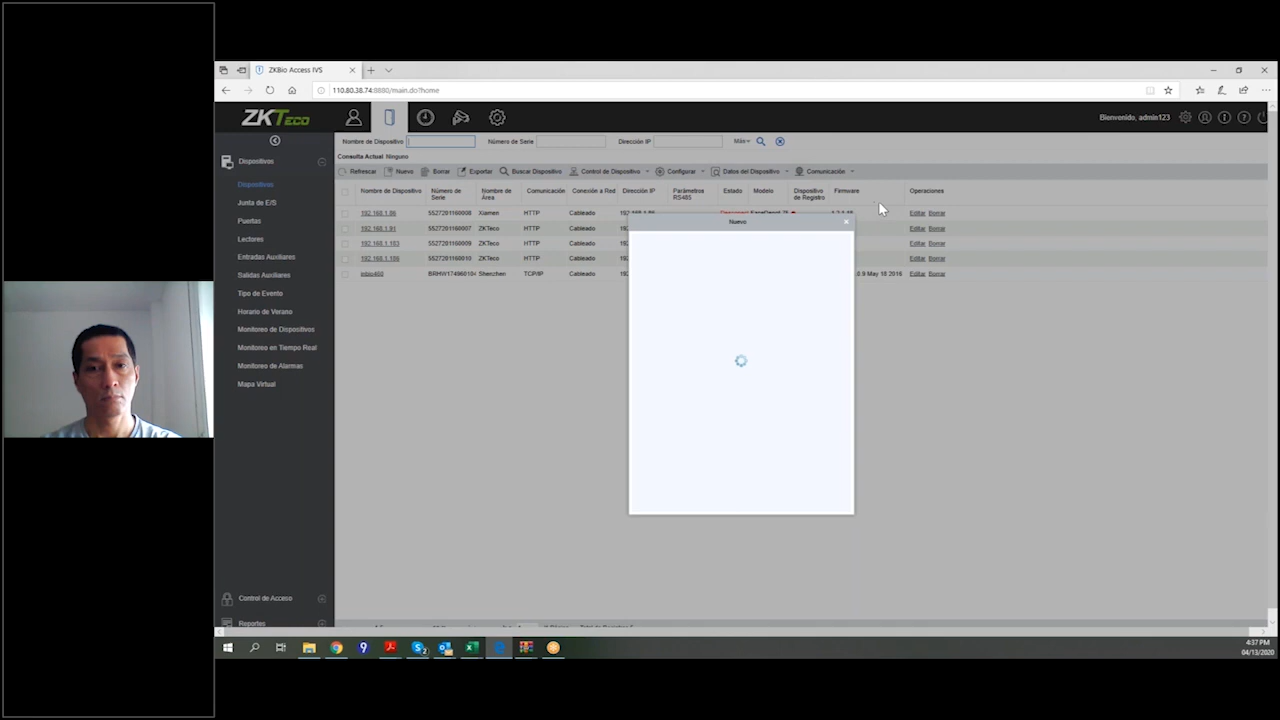 ZKBio Access IVS
110.80.38.74:8880/main.do?home
ZKTeco
Bienvenido, admin123
Nombre de Dispositivo Número de Serie Dirección IP Más
Consulta Actual: Ninguno
Refrescar Nuevo Borrar Exportar Buscar Dispositivo Control de Dispositivo Configurar Datos del Dispositivo Comunicación
Nombre de Dispositivo Número de Serie Nombre de Área Comunicación Conexión a Red Dirección IP Parámetros RS485 Estado Modelo Dispositivo de Registro Firmware Operaciones
5527201160008 Xiamen HTTP Cableado Editar Borrar
192.168.1.91 5527201160007 ZKTeco HTTP Cableado 192 Editar Borrar
192.168.1.153 5527201160009 ZKTeco HTTP Cableado 192 Editar Borrar
5527201160010 ZKTeco HTTP Cableado 192 Editar Borrar
Shenzhen TCP/IP Cableado 192 .0.9 May 18 2016 Editar Borrar
Nuevo
Dispositivos
Dispositivos
Junta de E/S
Puertas
Lectores
Entradas Auxiliares
Salidas Auxiliares
Tipo de Evento
Horario de Verano
Monitoreo de Dispositivos
Monitoreo en Tiempo Real
Monitoreo de Alarmas
Mapa Virtual
Control de Acceso
Reportes
4:37 PM
04/13/2020